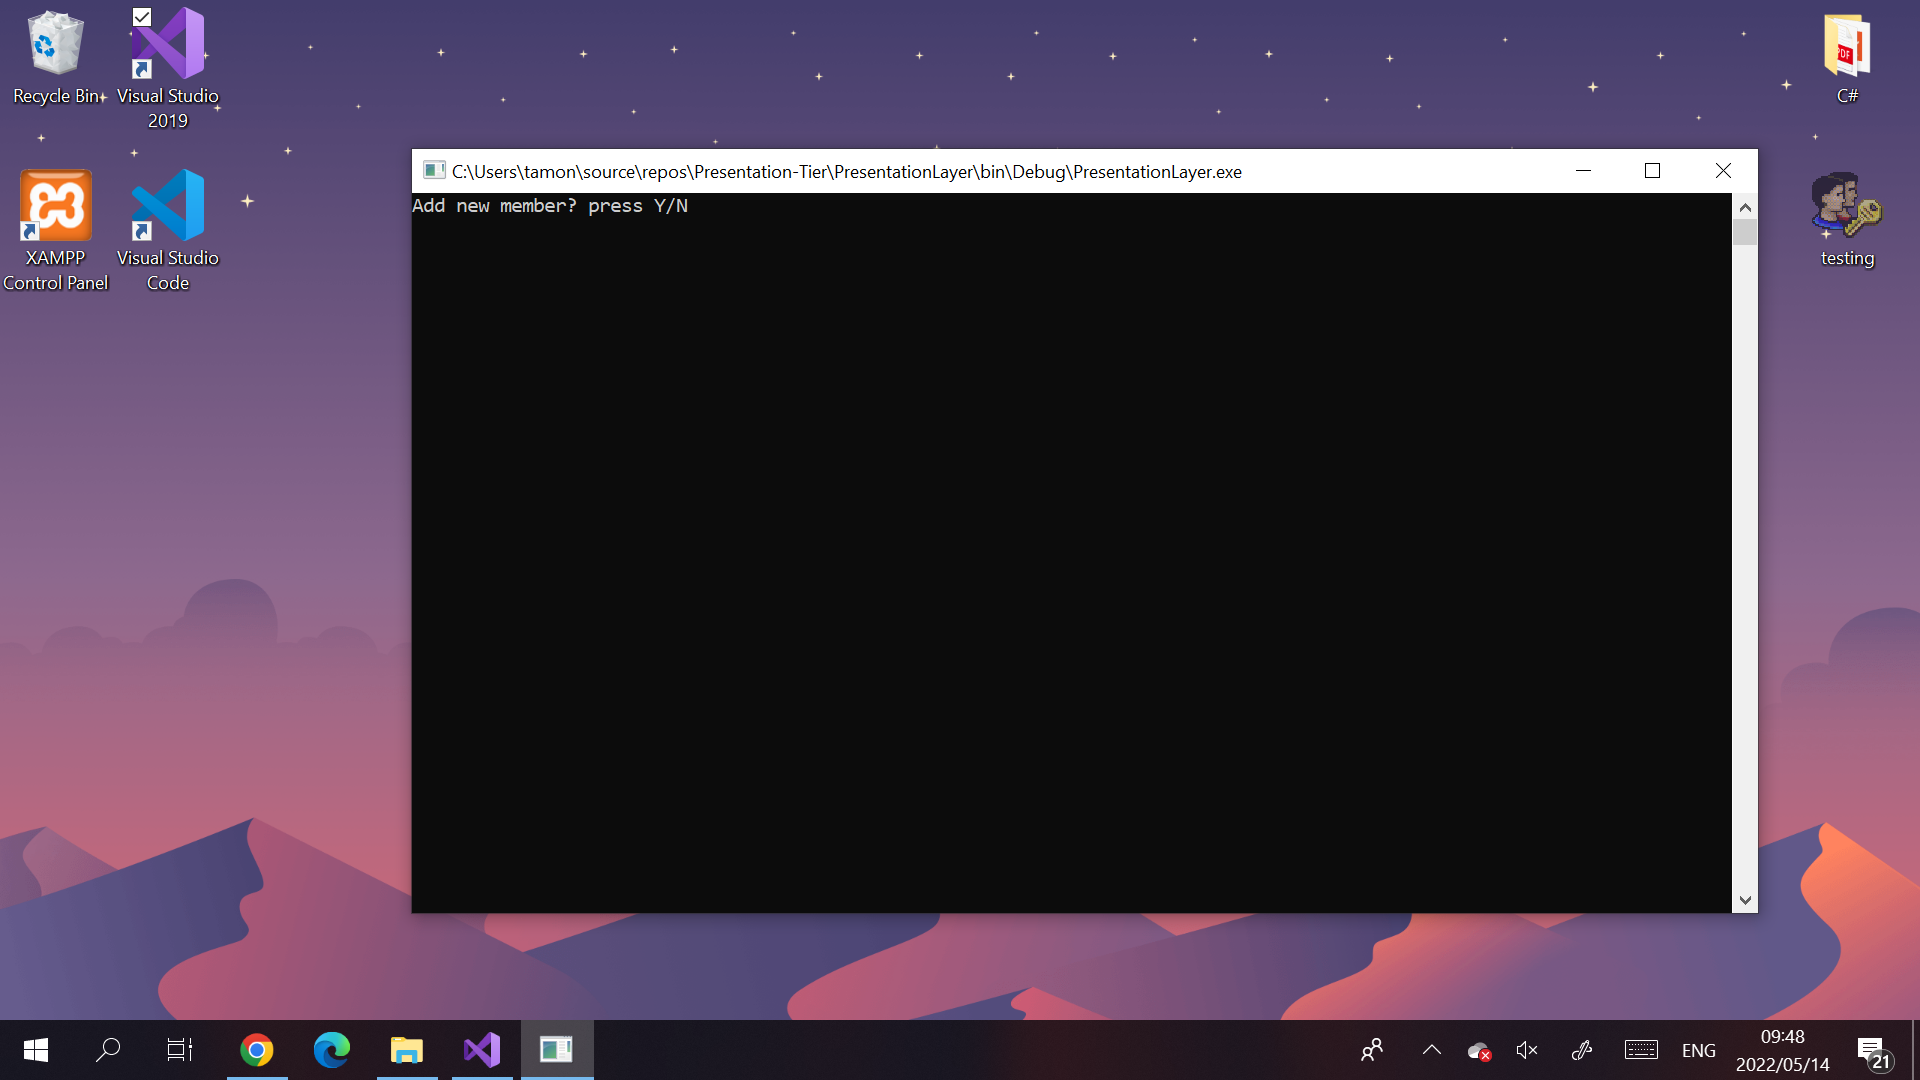 Recycle Bin
Visual Studio
2019
XAMPP
Control Panel
Visual Studio
Code
C:\Users\tamon\source\repos\Presentation-Tier\PresentationLayer\bin\Debug\PresentationLayer.exe
Add new member? press Y/N
PDF
C#
testing
ENG
09:48
2022/05/14
21